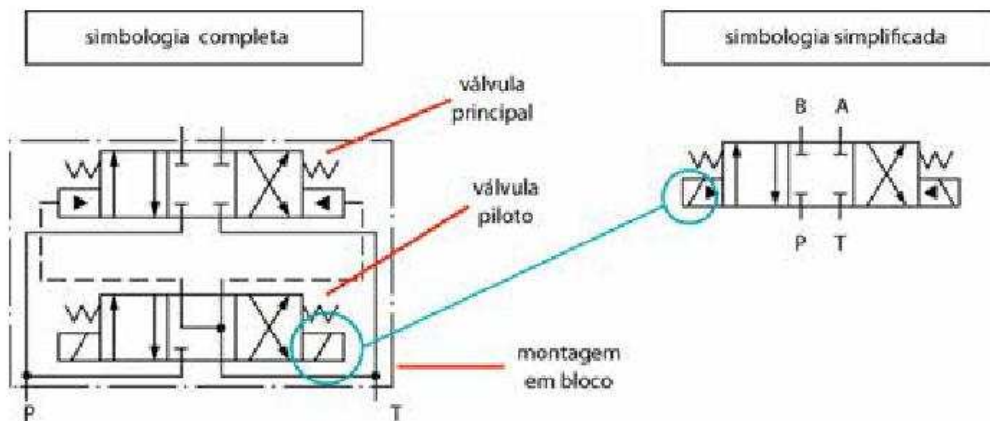 simbologia completa
simbologia simplificada
válvula
principal
B A
válvula
piloto
P T
montagem
em bloco
P
T